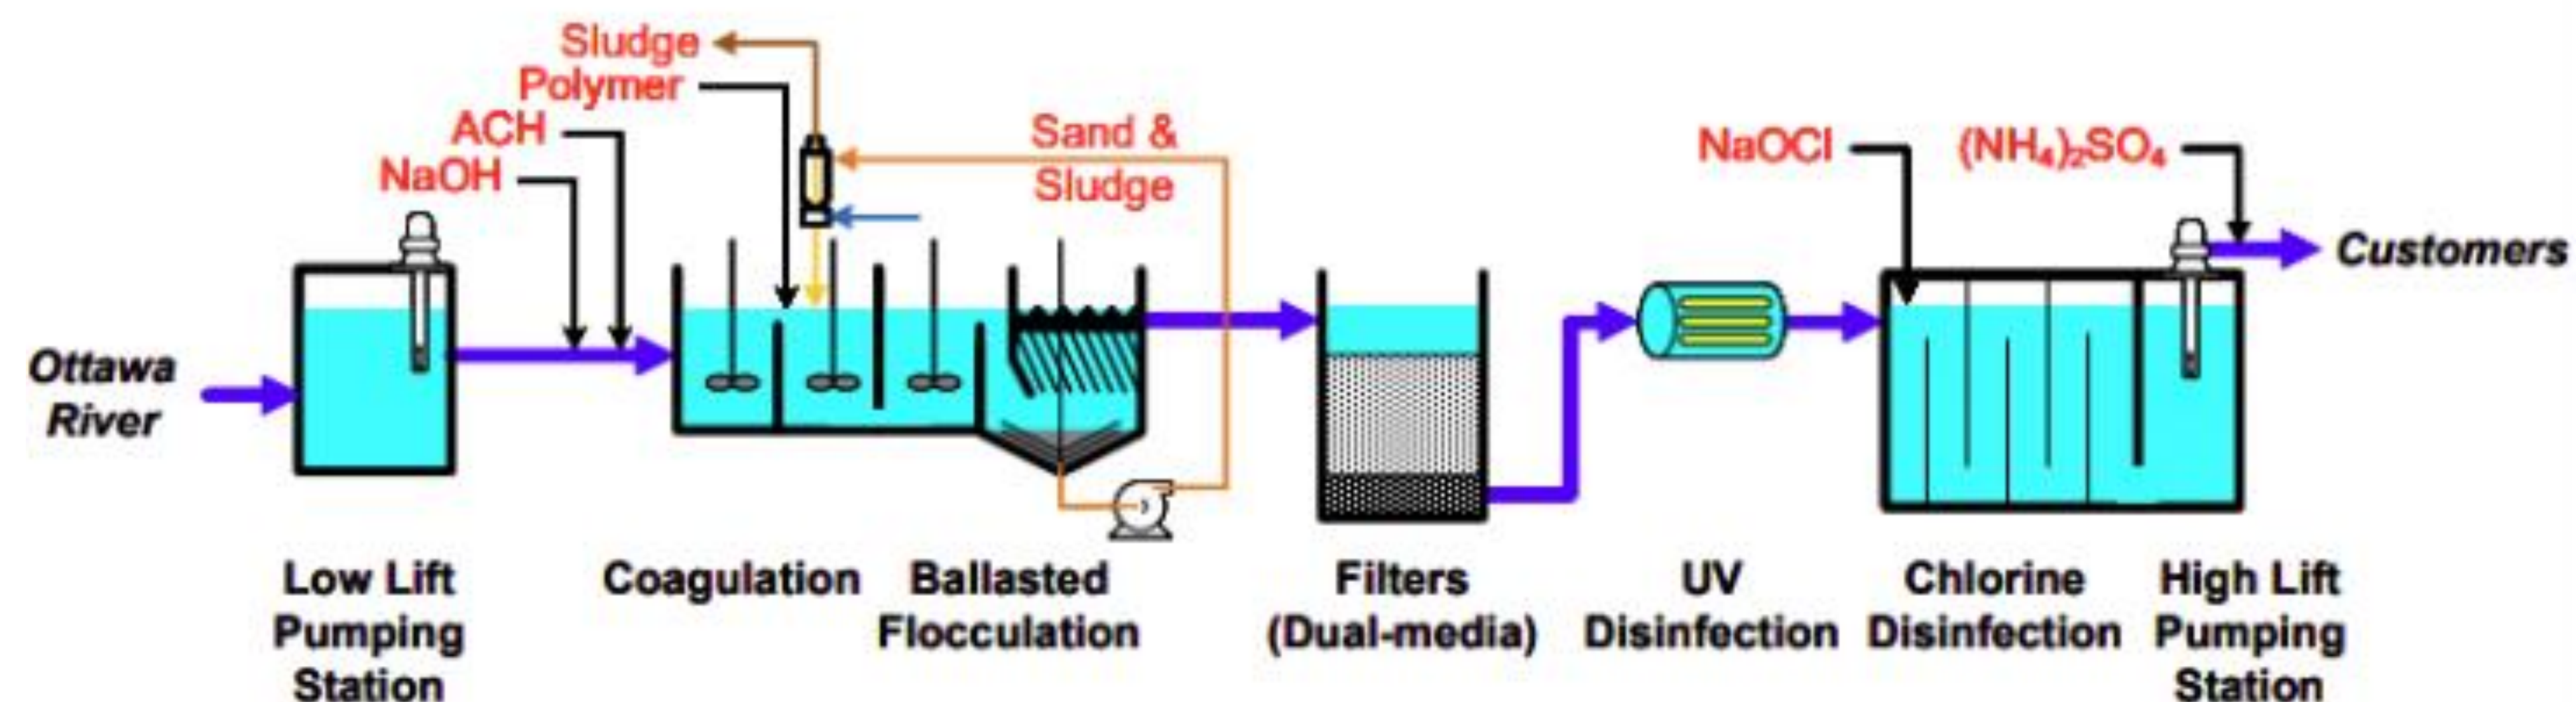 Sludge
Polymer
ACH
NaOH
Sand &
Sludge
NaOCl
(NH₄)₂SO₄
Customers
Ottawa
River
Low Lift
Pumping
Station
Coagulation
Ballasted
Flocculation
Filters
(Dual-media)
UV
Disinfection
Chlorine
Disinfection
High Lift
Pumping
Station